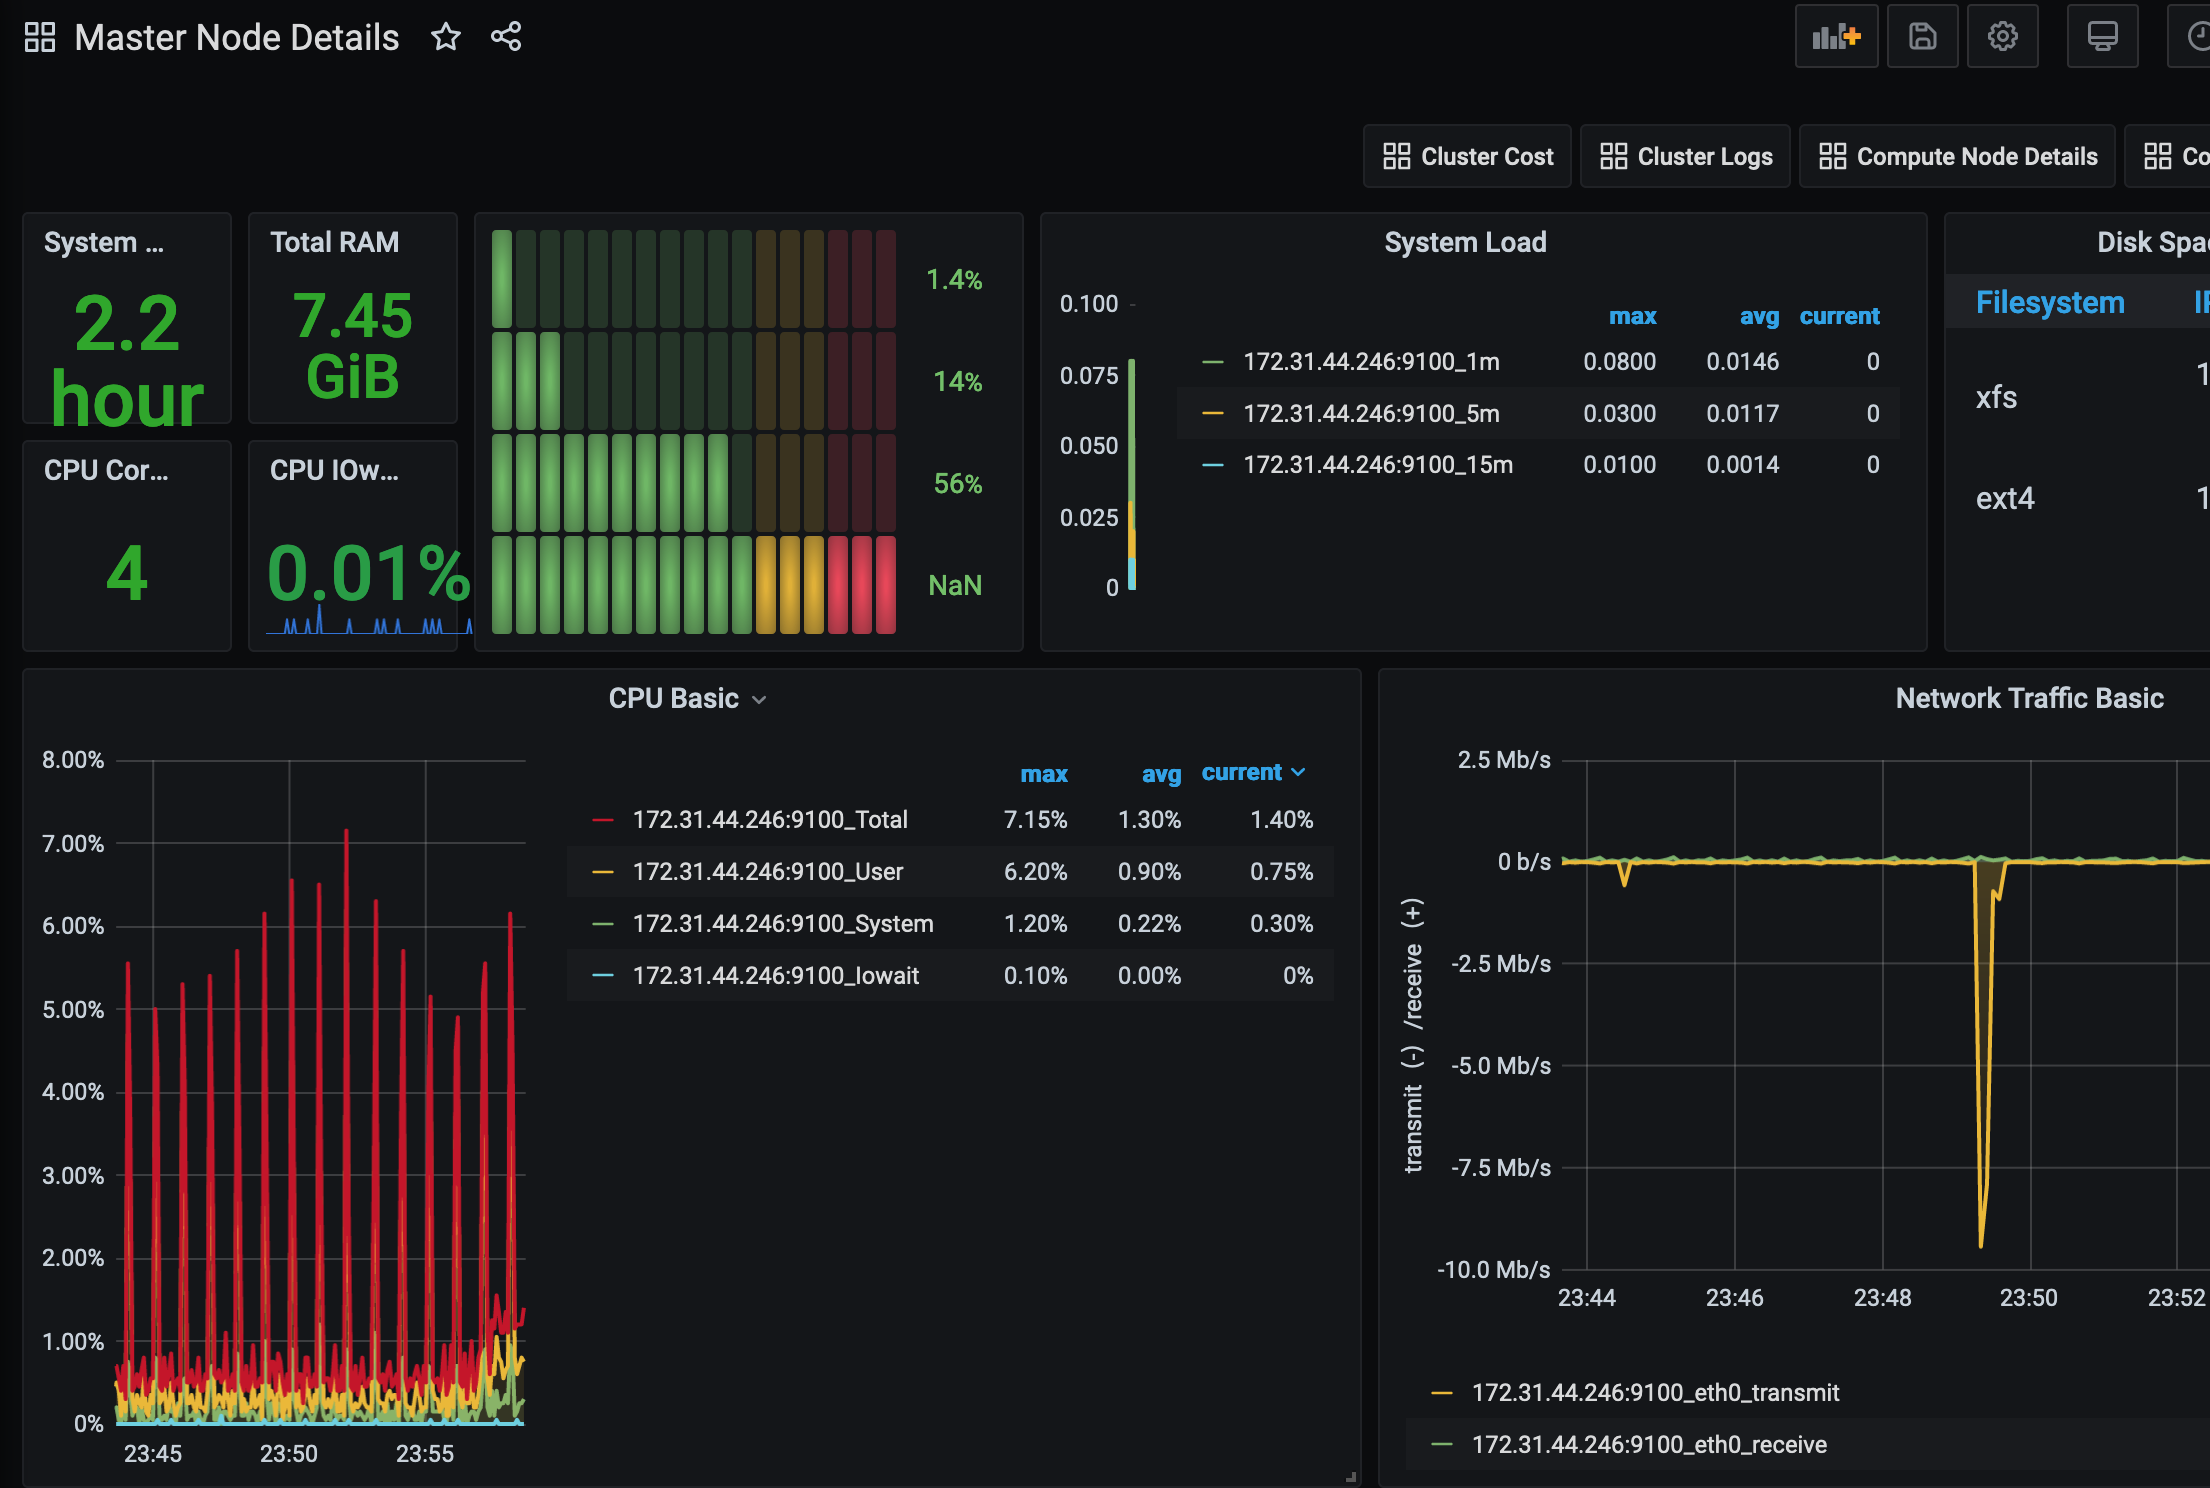 Master Node Details
Cluster Cost
Cluster Logs
Compute Node Details
Co
System ...
2.2
hour
Total RAM
7.45
GiB
CPU Cor...
4
CPU IOw...
0.01%
1.4%
14%
56%
NaN
System Load
0.100
0.075
0.050
0.025
0
max avg current
172.31.44.246:9100_1m 0.0800 0.0146 0
172.31.44.246:9100_5m 0.0300 0.0117 0
172.31.44.246:9100_15m 0.0100 0.0014 0
Disk Spac
Filesystem IP
xfs 1
ext4 1
CPU Basic
8.00%
7.00%
6.00%
5.00%
4.00%
3.00%
2.00%
1.00%
0%
23:45 23:50 23:55
max avg current
172.31.44.246:9100_Total 7.15% 1.30% 1.40%
172.31.44.246:9100_User 6.20% 0.90% 0.75%
172.31.44.246:9100_System 1.20% 0.22% 0.30%
172.31.44.246:9100_Iowait 0.10% 0.00% 0%
Network Traffic Basic
transmit (-) /receive (+)
2.5 Mb/s
0 b/s
-2.5 Mb/s
-5.0 Mb/s
-7.5 Mb/s
-10.0 Mb/s
23:44 23:46 23:48 23:50 23:52
172.31.44.246:9100_eth0_transmit
172.31.44.246:9100_eth0_receive